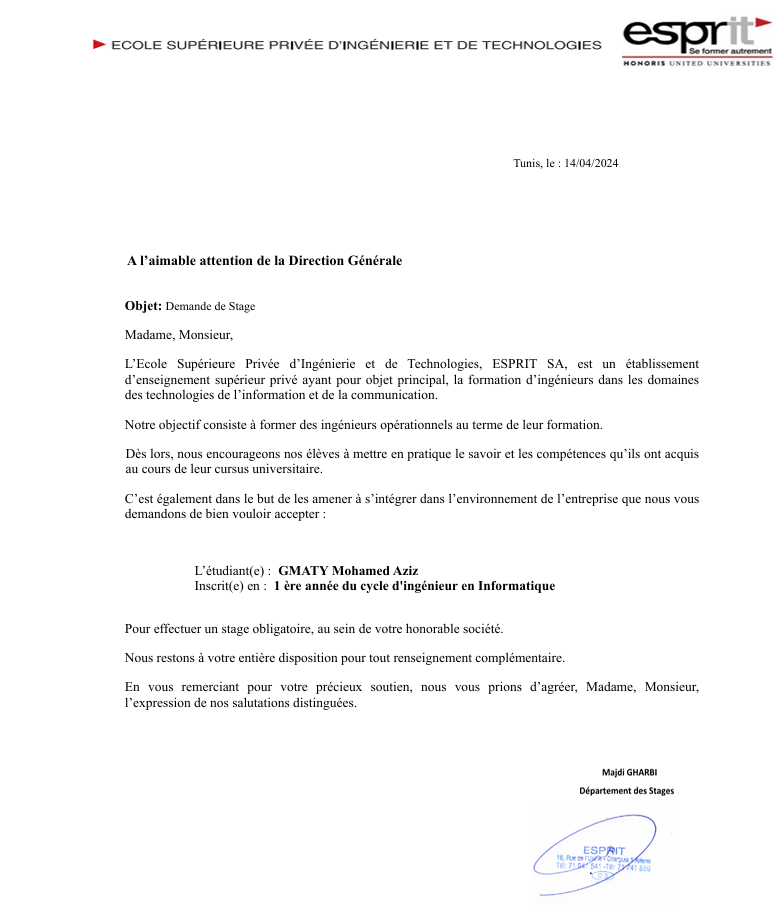 ECOLE SUPÉRIEURE PRIVÉE D'INGÉNIERIE ET DE TECHNOLOGIES
esprit
Se former autrement
HONORIS UNITED UNIVERSITIES
Tunis, le : 14/04/2024
A l'aimable attention de la Direction Générale
Objet: Demande de Stage
Madame, Monsieur,
L'Ecole Supérieure Privée d'Ingénierie et de Technologies, ESPRIT SA, est un établissement
d'enseignement supérieur privé ayant pour objet principal, la formation d'ingénieurs dans les domaines
des technologies de l'information et de la communication.
Notre objectif consiste à former des ingénieurs opérationnels au terme de leur formation.
Dès lors, nous encourageons nos élèves à mettre en pratique le savoir et les compétences qu'ils ont acquis
au cours de leur cursus universitaire.
C'est également dans le but de les amener à s'intégrer dans l'environnement de l'entreprise que nous vous
demandons de bien vouloir accepter :
L'étudiant(e) : GMATY Mohamed Aziz
Inscrit(e) en : 1 ère année du cycle d'ingénieur en Informatique
Pour effectuer un stage obligatoire, au sein de votre honorable société.
Nous restons à votre entière disposition pour tout renseignement complémentaire.
En vous remerciant pour votre précieux soutien, nous vous prions d'agréer, Madame, Monsieur,
l'expression de nos salutations distinguées.
Majdi GHARBI
Département des Stages
ESPRIT
Rue de
Tél: 71 541 -Tél: 71 741 889